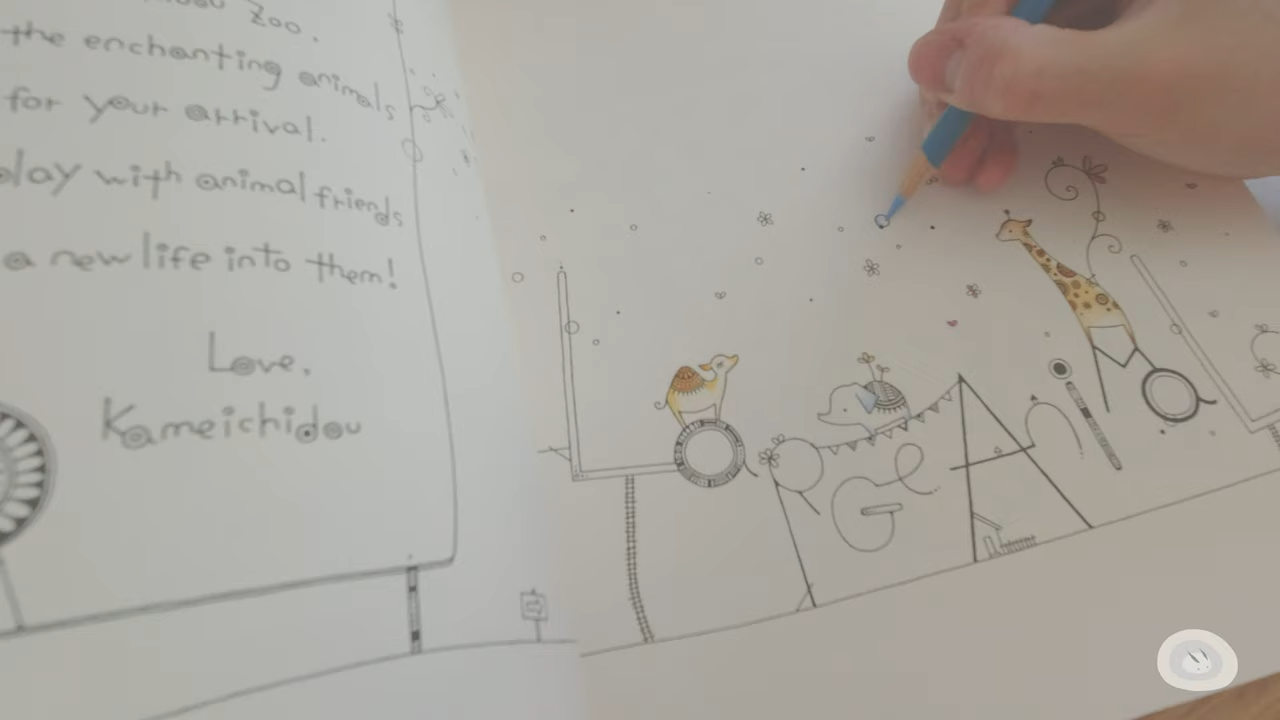 Zoo.
the enchanting animals
for your arrival.
play with animal friends
a new life into them!
Love,
Kameichidou